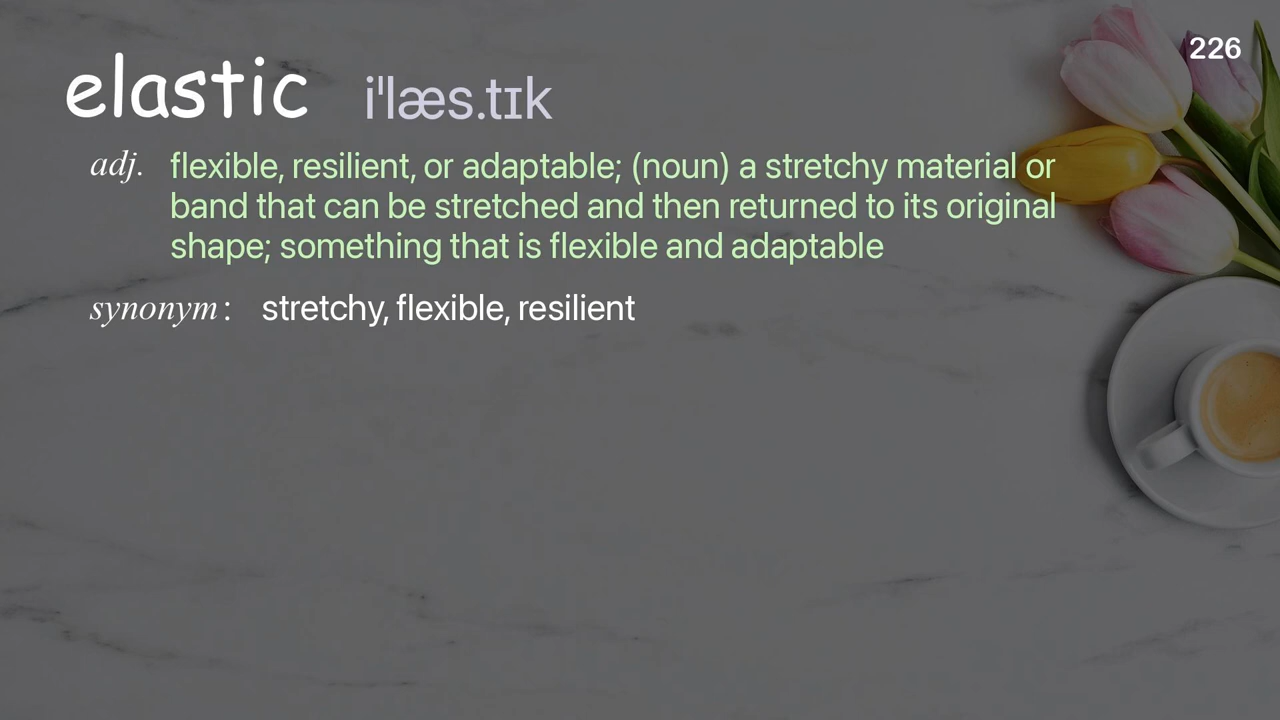 226
elastic iˈlæs.tɪk
adj. flexible, resilient, or adaptable; (noun) a stretchy material or
band that can be stretched and then returned to its original
shape; something that is flexible and adaptable
synonym: stretchy, flexible, resilient